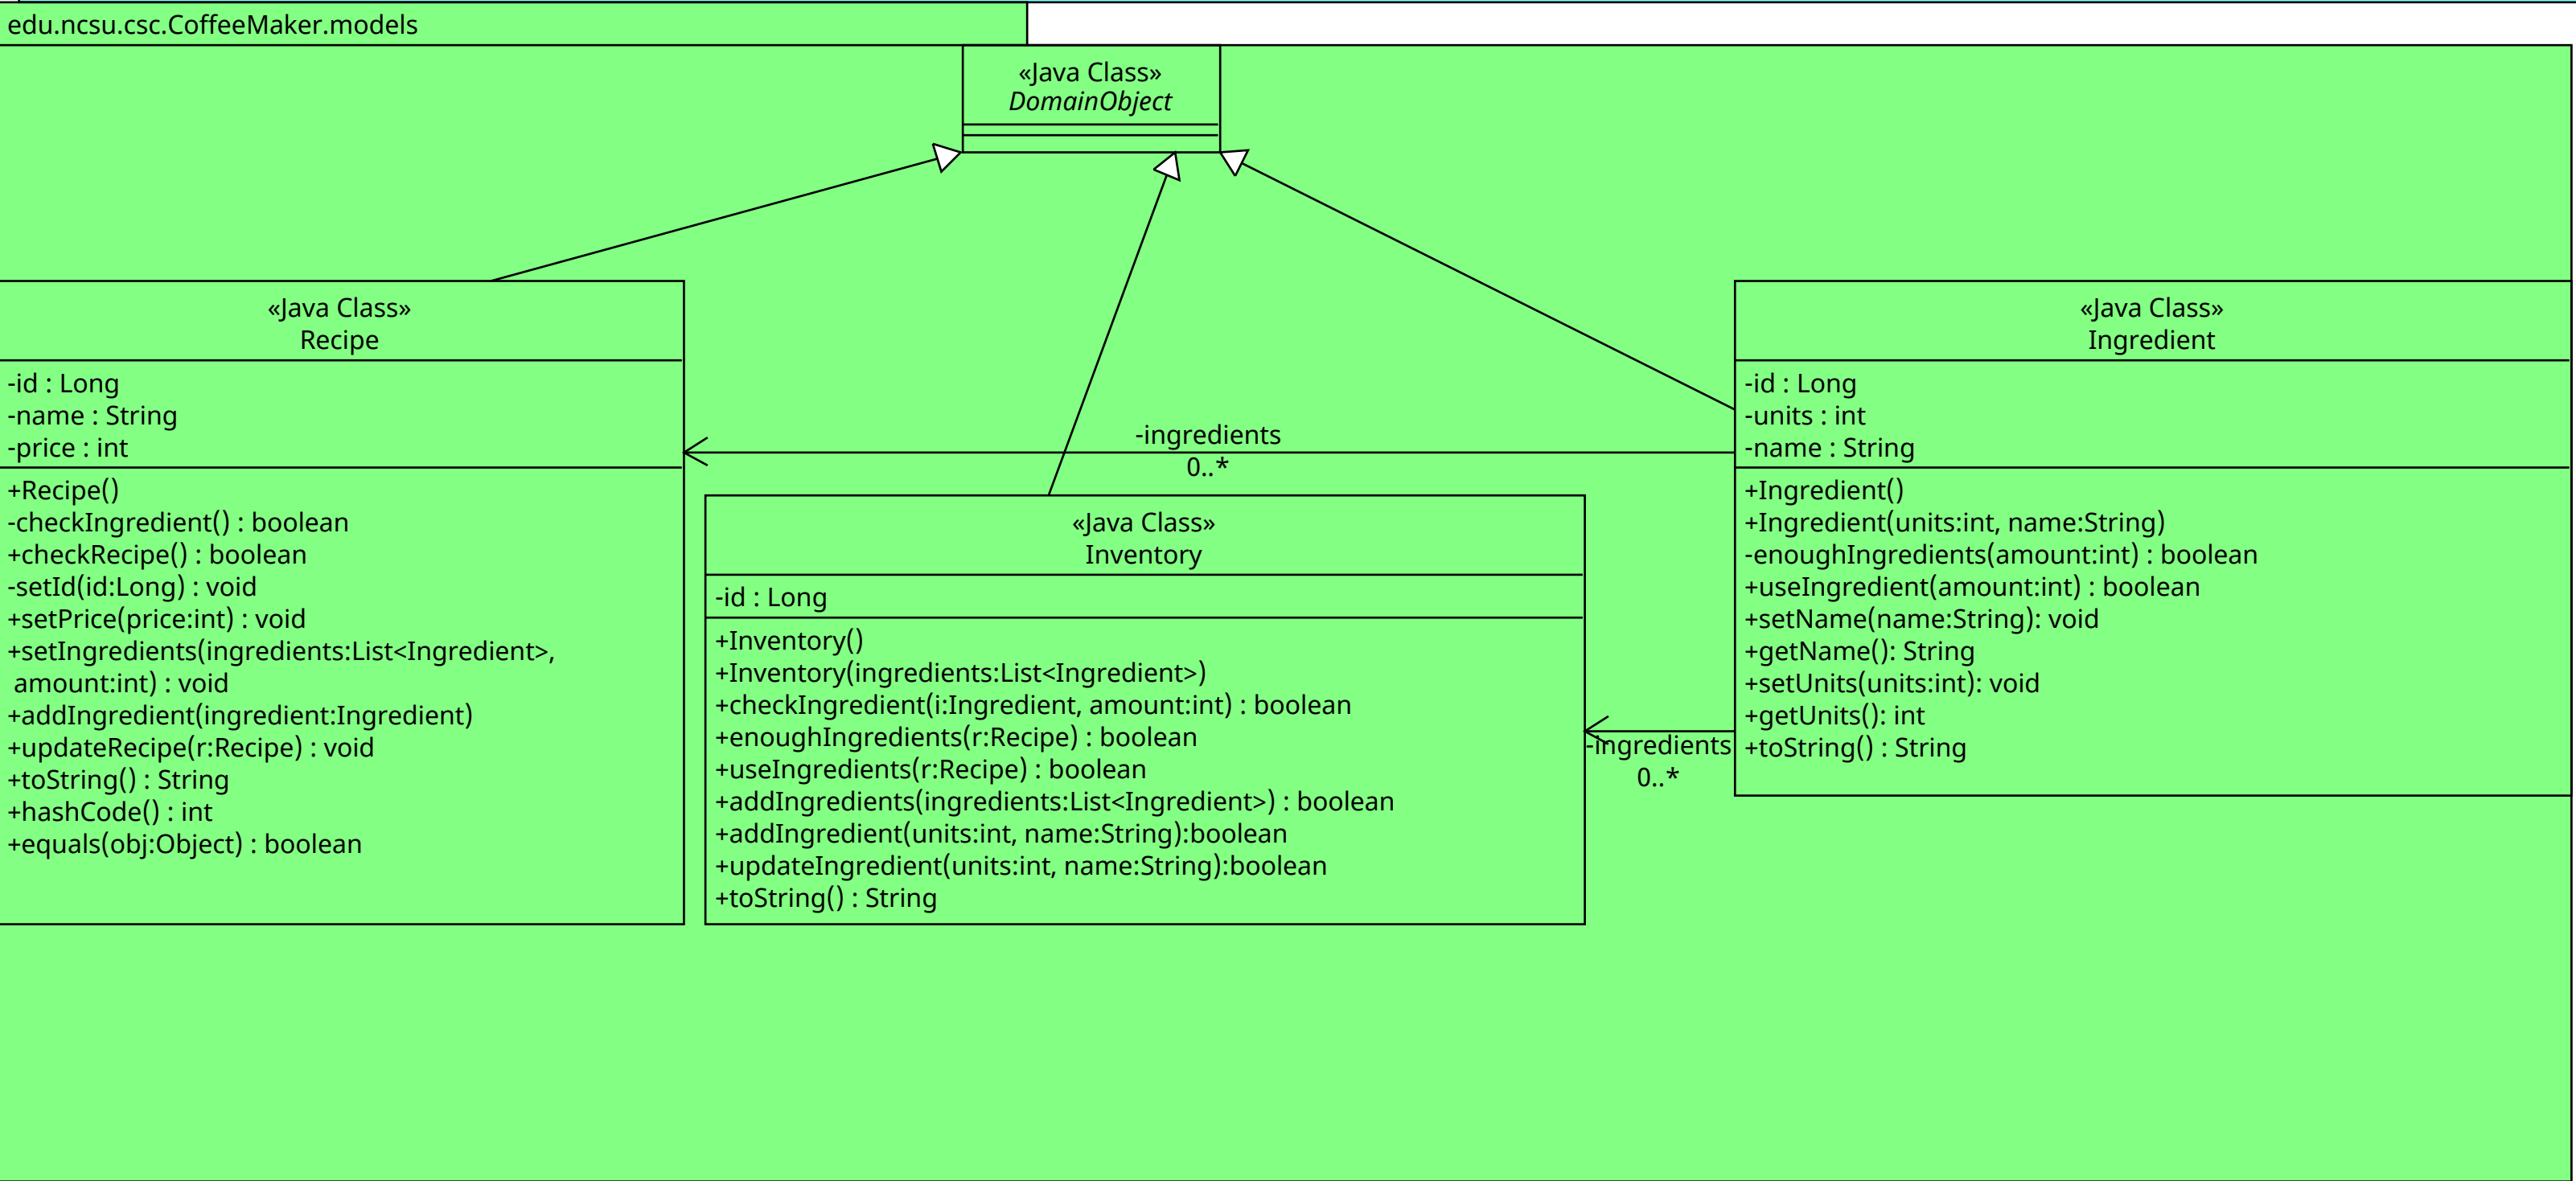 edu.ncsu.csc.CoffeeMaker.models
«Java Class»
DomainObject
«Java Class»
Recipe
-id : Long
-name : String
-price : int
+Recipe()
-checkIngredient() : boolean
+checkRecipe() : boolean
-setId(id:Long) : void
+setPrice(price:int) : void
+setIngredients(ingredients:List<Ingredient>,
amount:int) : void
+addIngredient(ingredient:Ingredient)
+updateRecipe(r:Recipe) : void
+toString() : String
+hashCode() : int
+equals(obj:Object) : boolean
-ingredients
0..*
«Java Class»
Inventory
-id : Long
+Inventory()
+Inventory(ingredients:List<Ingredient>)
+checkIngredient(i:Ingredient, amount:int) : boolean
+enoughIngredients(r:Recipe) : boolean
+useIngredients(r:Recipe) : boolean
+addIngredients(ingredients:List<Ingredient>) : boolean
+addIngredient(units:int, name:String):boolean
+updateIngredient(units:int, name:String):boolean
+toString() : String
-ingredients
0..*
«Java Class»
Ingredient
-id : Long
-units : int
-name : String
+Ingredient()
+Ingredient(units:int, name:String)
-enoughIngredients(amount:int) : boolean
+useIngredient(amount:int) : boolean
+setName(name:String): void
+getName(): String
+setUnits(units:int): void
+getUnits(): int
+toString() : String